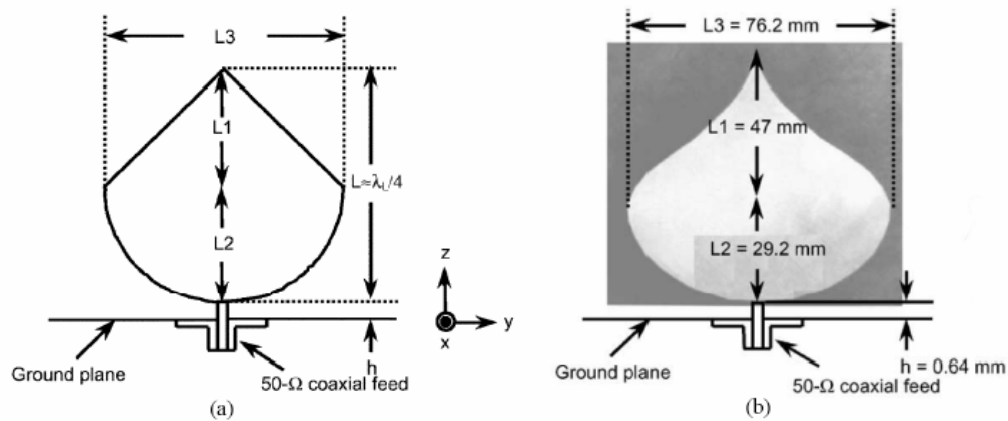 L3
L1
L≈λL/4
L2
z
y
x
h
Ground plane
50-Ω coaxial feed
(a)
L3 = 76.2 mm
L1 = 47 mm
L2 = 29.2 mm
h = 0.64 mm
Ground plane
50-Ω coaxial feed
(b)